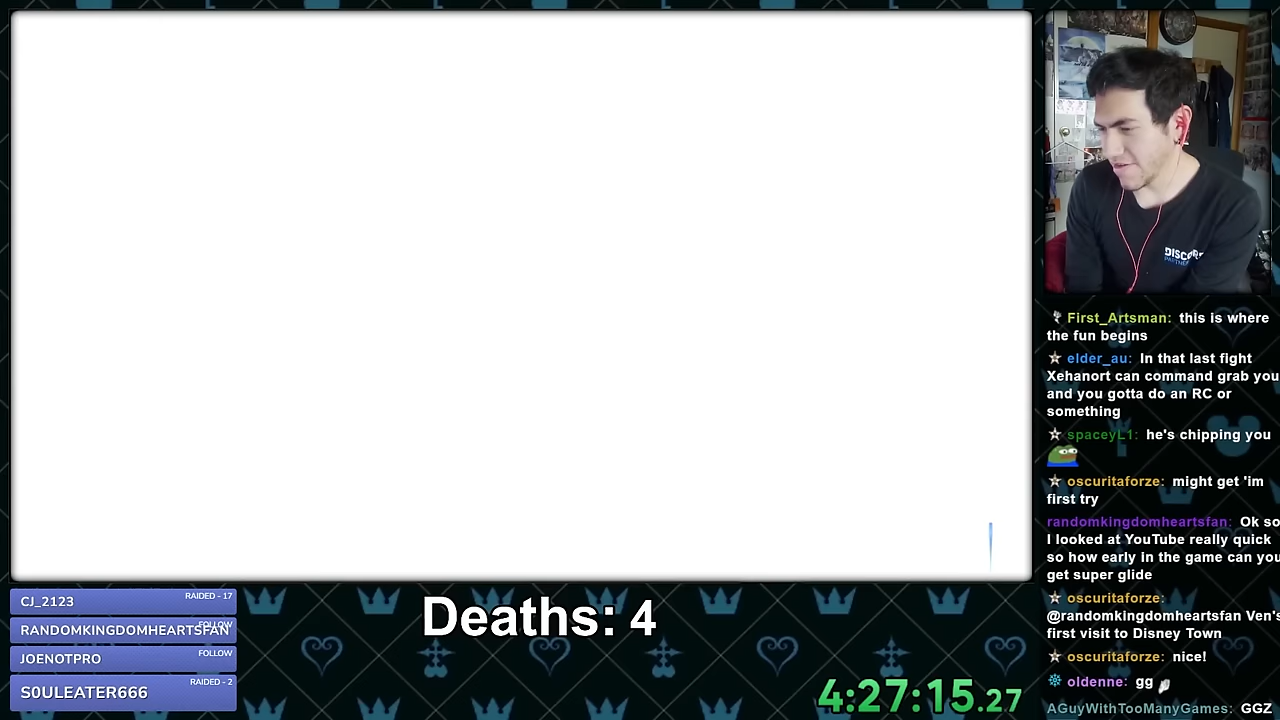 First_Artsman: this is where
the fun begins
elder_au: In that last fight
Xehanort can command grab you
and you gotta do an RC or
something
spaceyL1: he's chipping you
oscuritaforze: might get 'im
first try
randomkingdomheartsfan: Ok so
I looked at YouTube really quick
so how early in the game can you
get super glide
oscuritaforze:
@randomkingdomheartsfan Ven's
first visit to Disney Town
oscuritaforze: nice!
oldenne: gg
AGuyWithTooManyGames: GGZ
CJ_2123 RAIDED - 17
RANDOMKINGDOMHEARTSFAN FOLLOW
JOENOTPRO FOLLOW
S0ULEATER666 RAIDED - 2
Deaths: 4
4:27:15.27